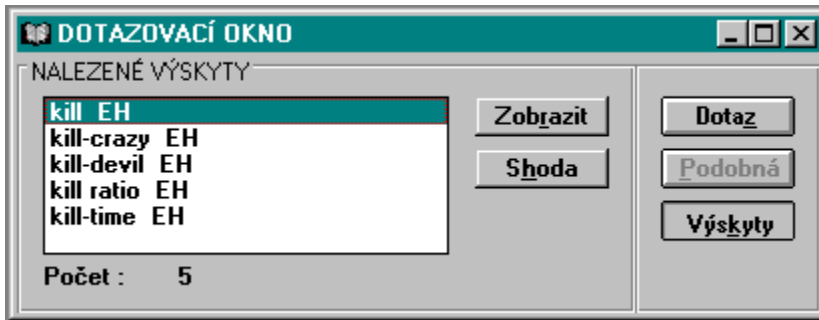 DOTAZOVACÍ OKNO
NALEZENÉ VÝSKYTY
kill EH
kill-crazy EH
kill-devil EH
kill ratio EH
kill-time EH
Počet : 5
Zobrazit
Shoda
Dotaz
Podobná
Výskyty